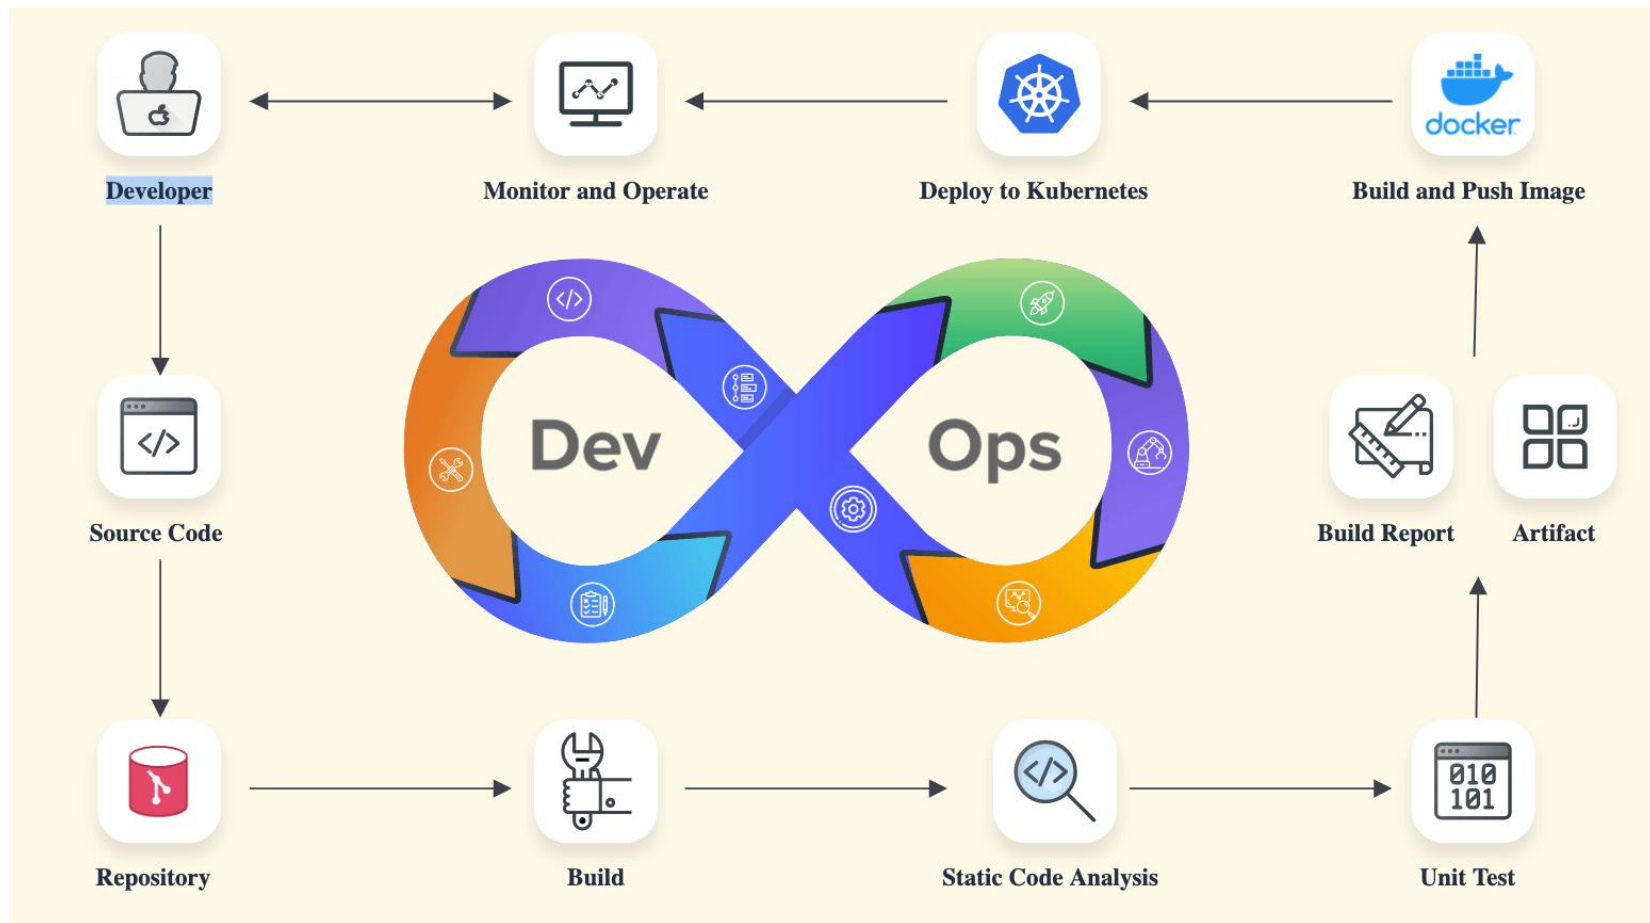 docker
Developer
Monitor and Operate
Deploy to Kubernetes
Build and Push Image
Dev
Ops
Source Code
Build Report
Artifact
010
101
Repository
Build
Static Code Analysis
Unit Test